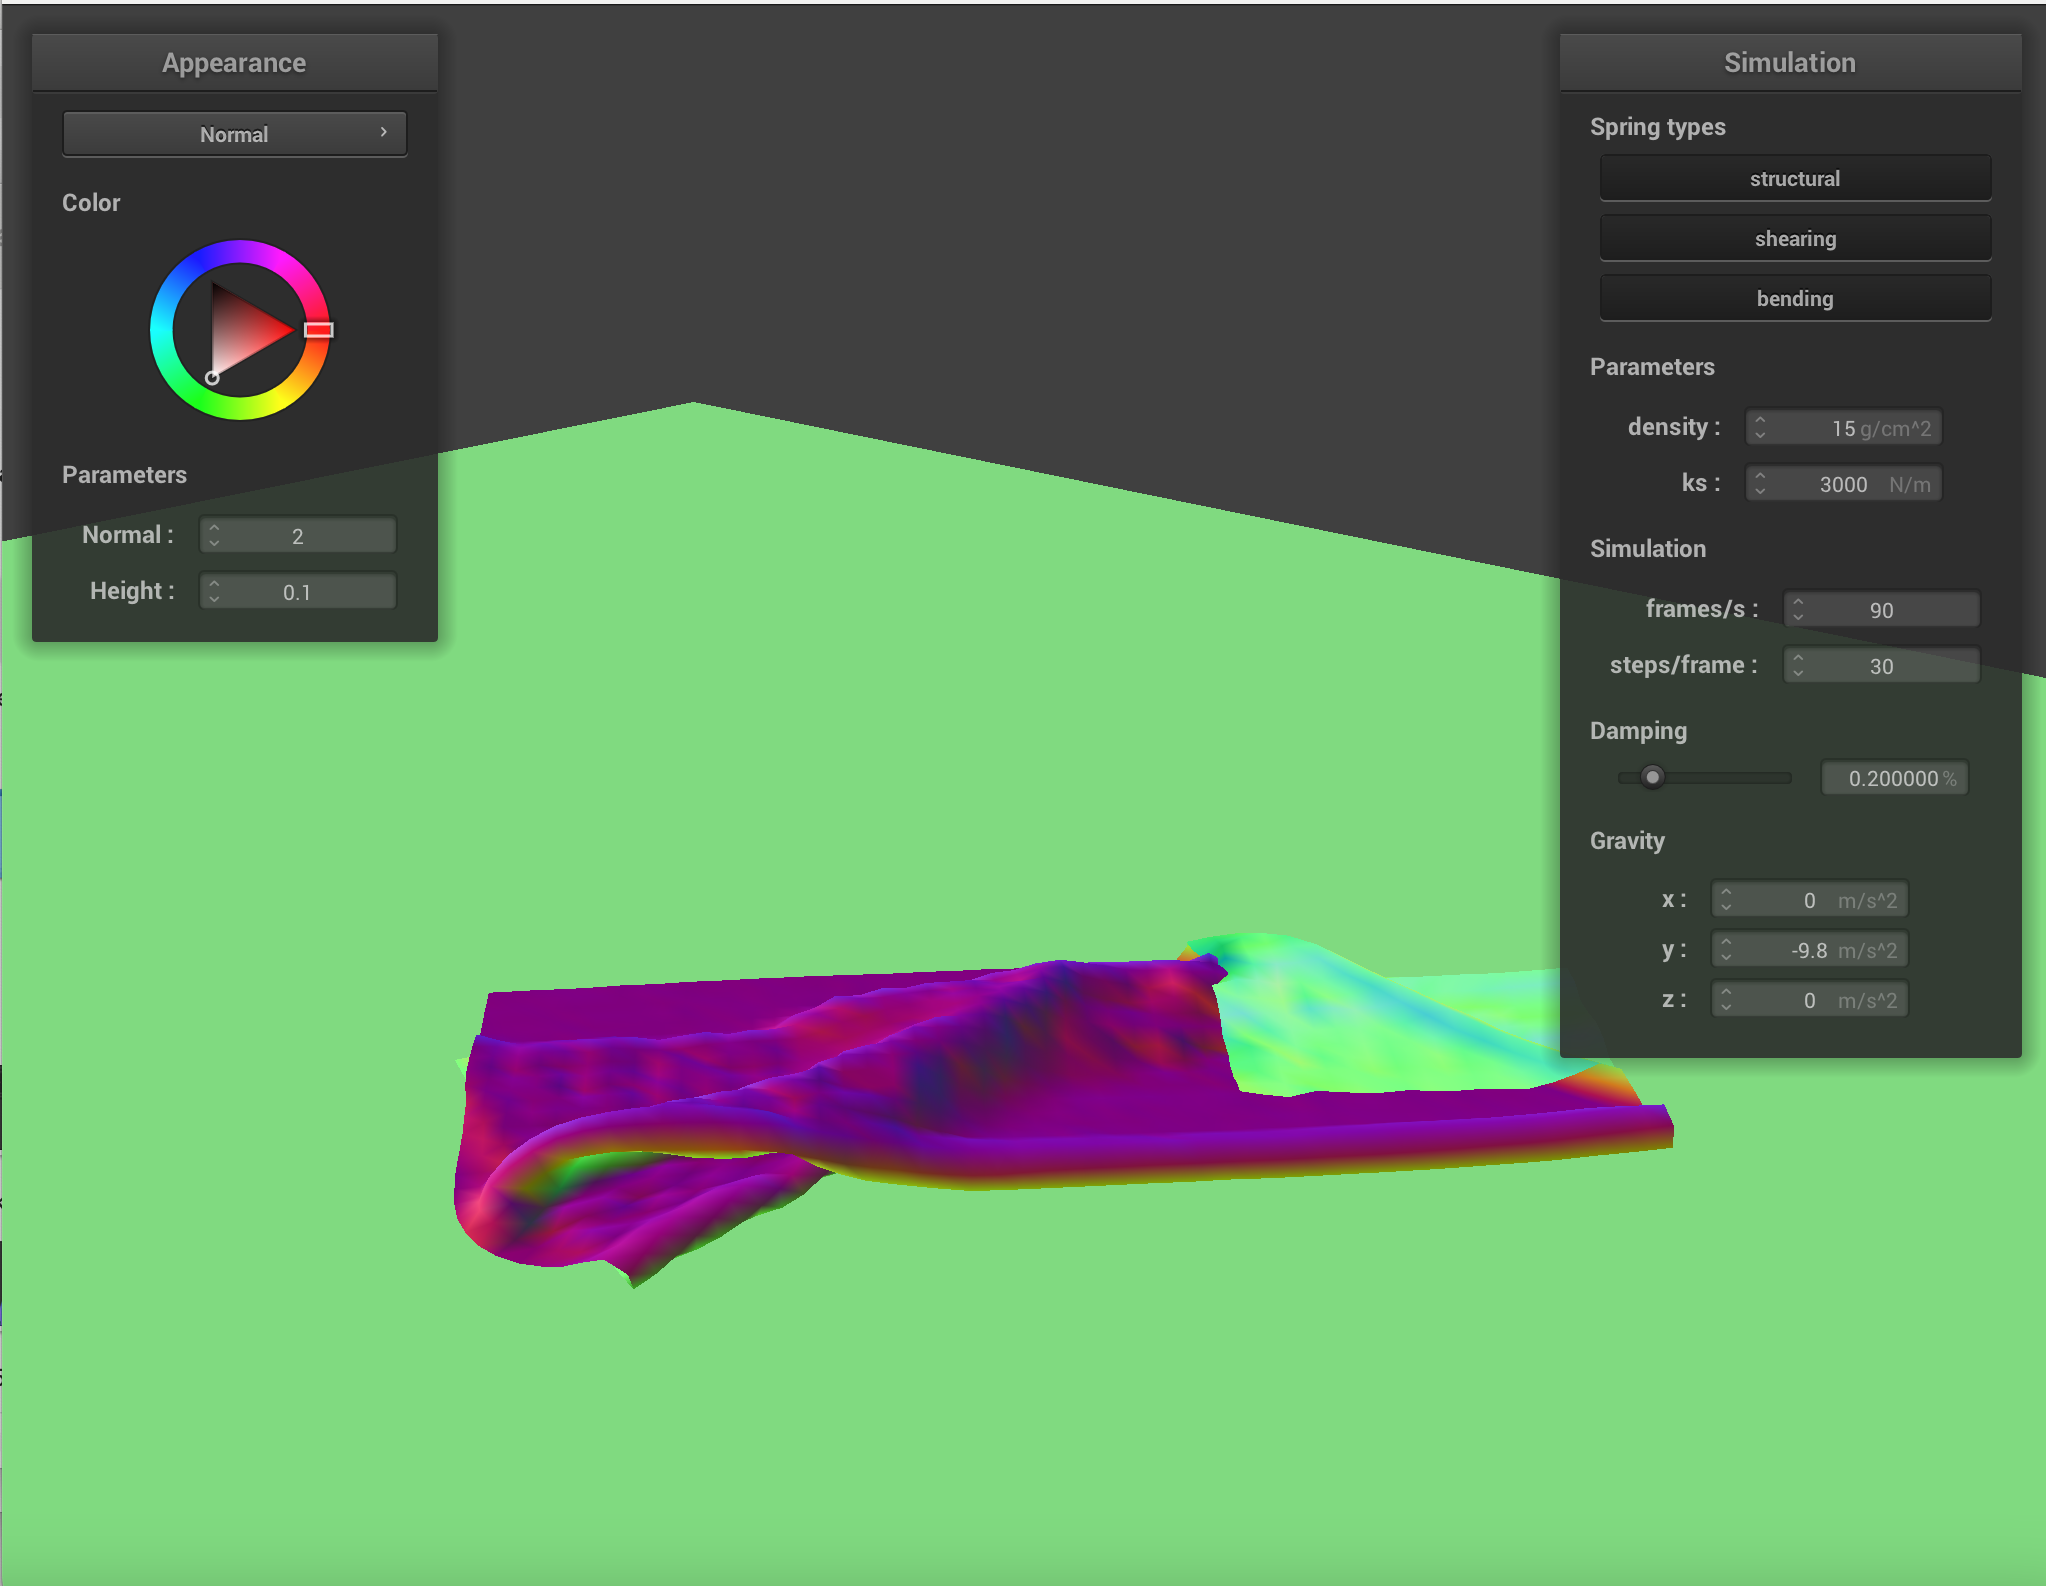 Appearance
Normal
Color
Parameters
Normal : 2
Height : 0.1
Simulation
Spring types
structural
shearing
bending
Parameters
density : 15 g/cm^2
ks : 3000 N/m
Simulation
frames/s : 90
steps/frame : 30
Damping
0.200000 %
Gravity
x : 0 m/s^2
y : -9.8 m/s^2
z : 0 m/s^2